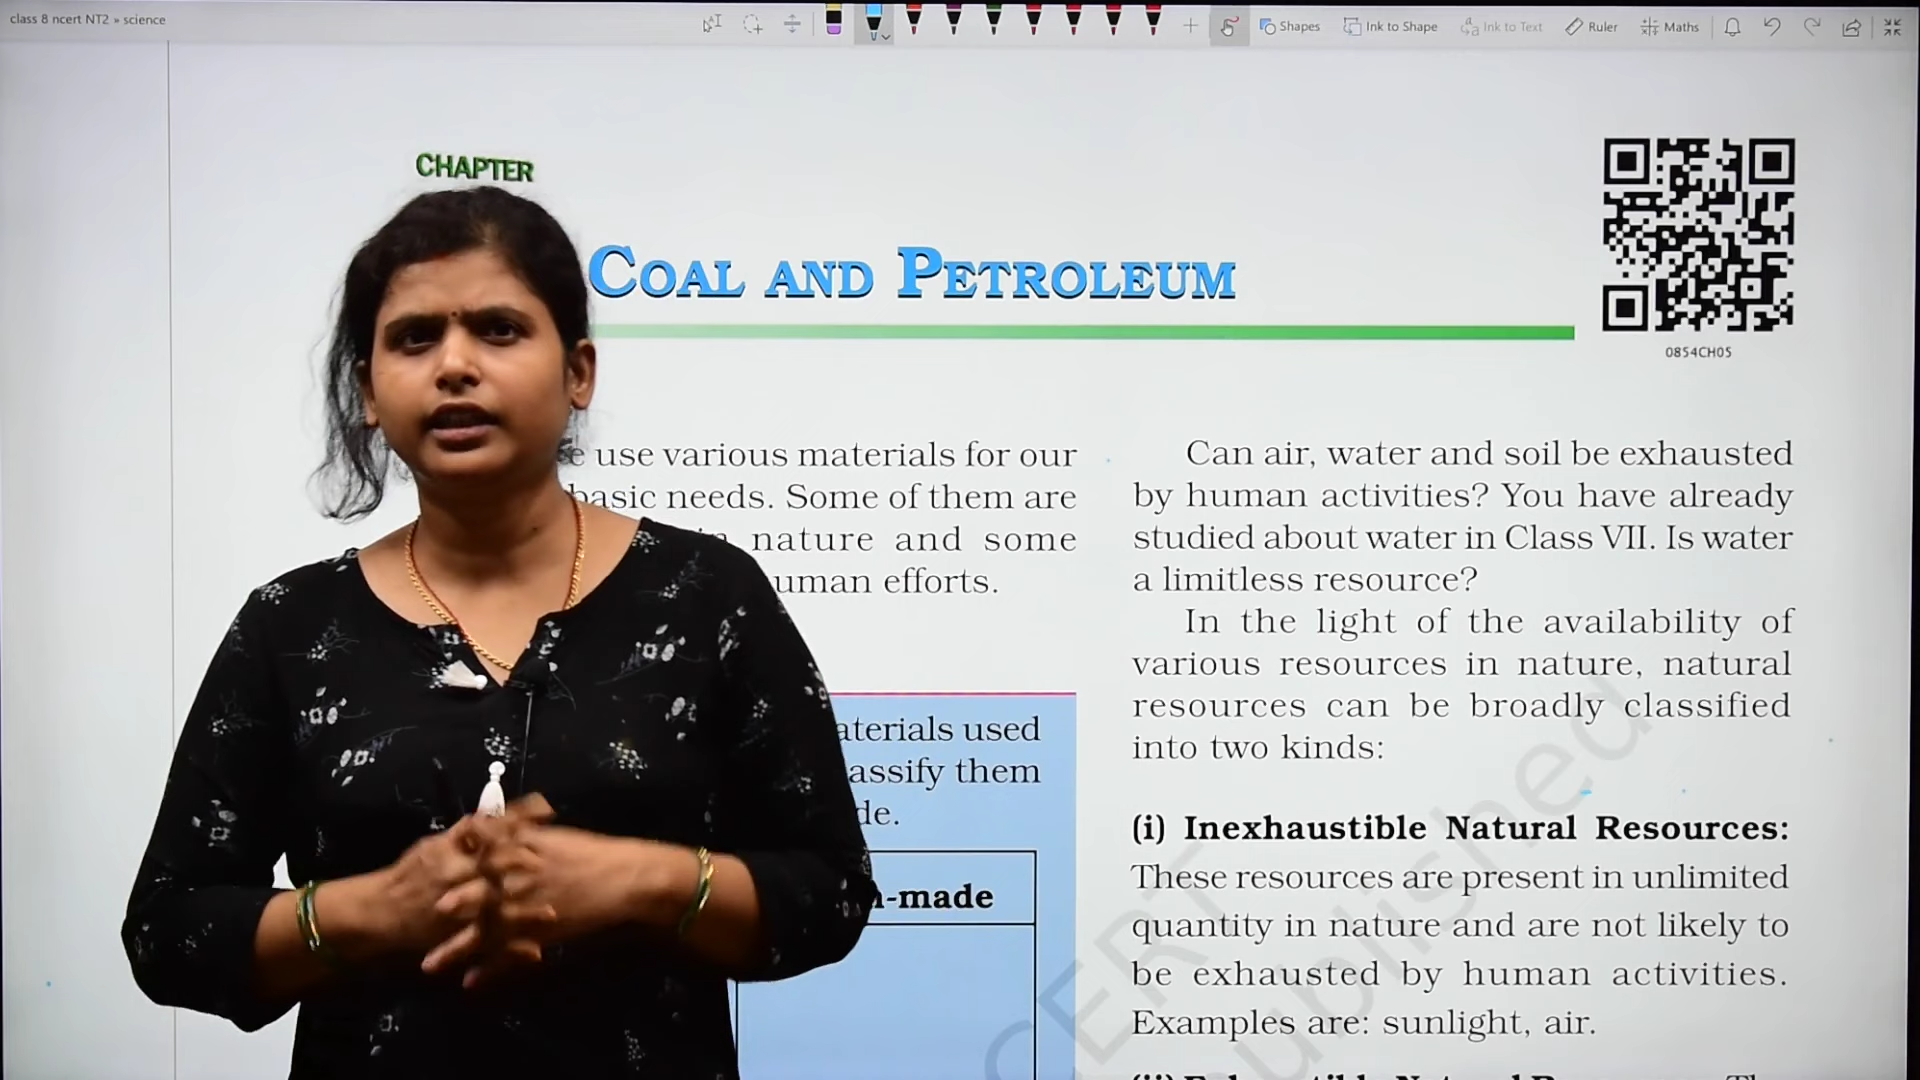 class 8 ncert NT2 » science
Shapes
Ink to Shape
Ink to Text
Ruler
Maths
CHAPTER
COAL AND PETROLEUM
0854CH05
use various materials for our
basic needs. Some of them are
nature and some
human efforts.
materials used
classify them
de.
-made
Can air, water and soil be exhausted
by human activities? You have already
studied about water in Class VII. Is water
a limitless resource?
In the light of the availability of
various resources in nature, natural
resources can be broadly classified
into two kinds:
(i) Inexhaustible Natural Resources:
These resources are present in unlimited
quantity in nature and are not likely to
be exhausted by human activities.
Examples are: sunlight, air.